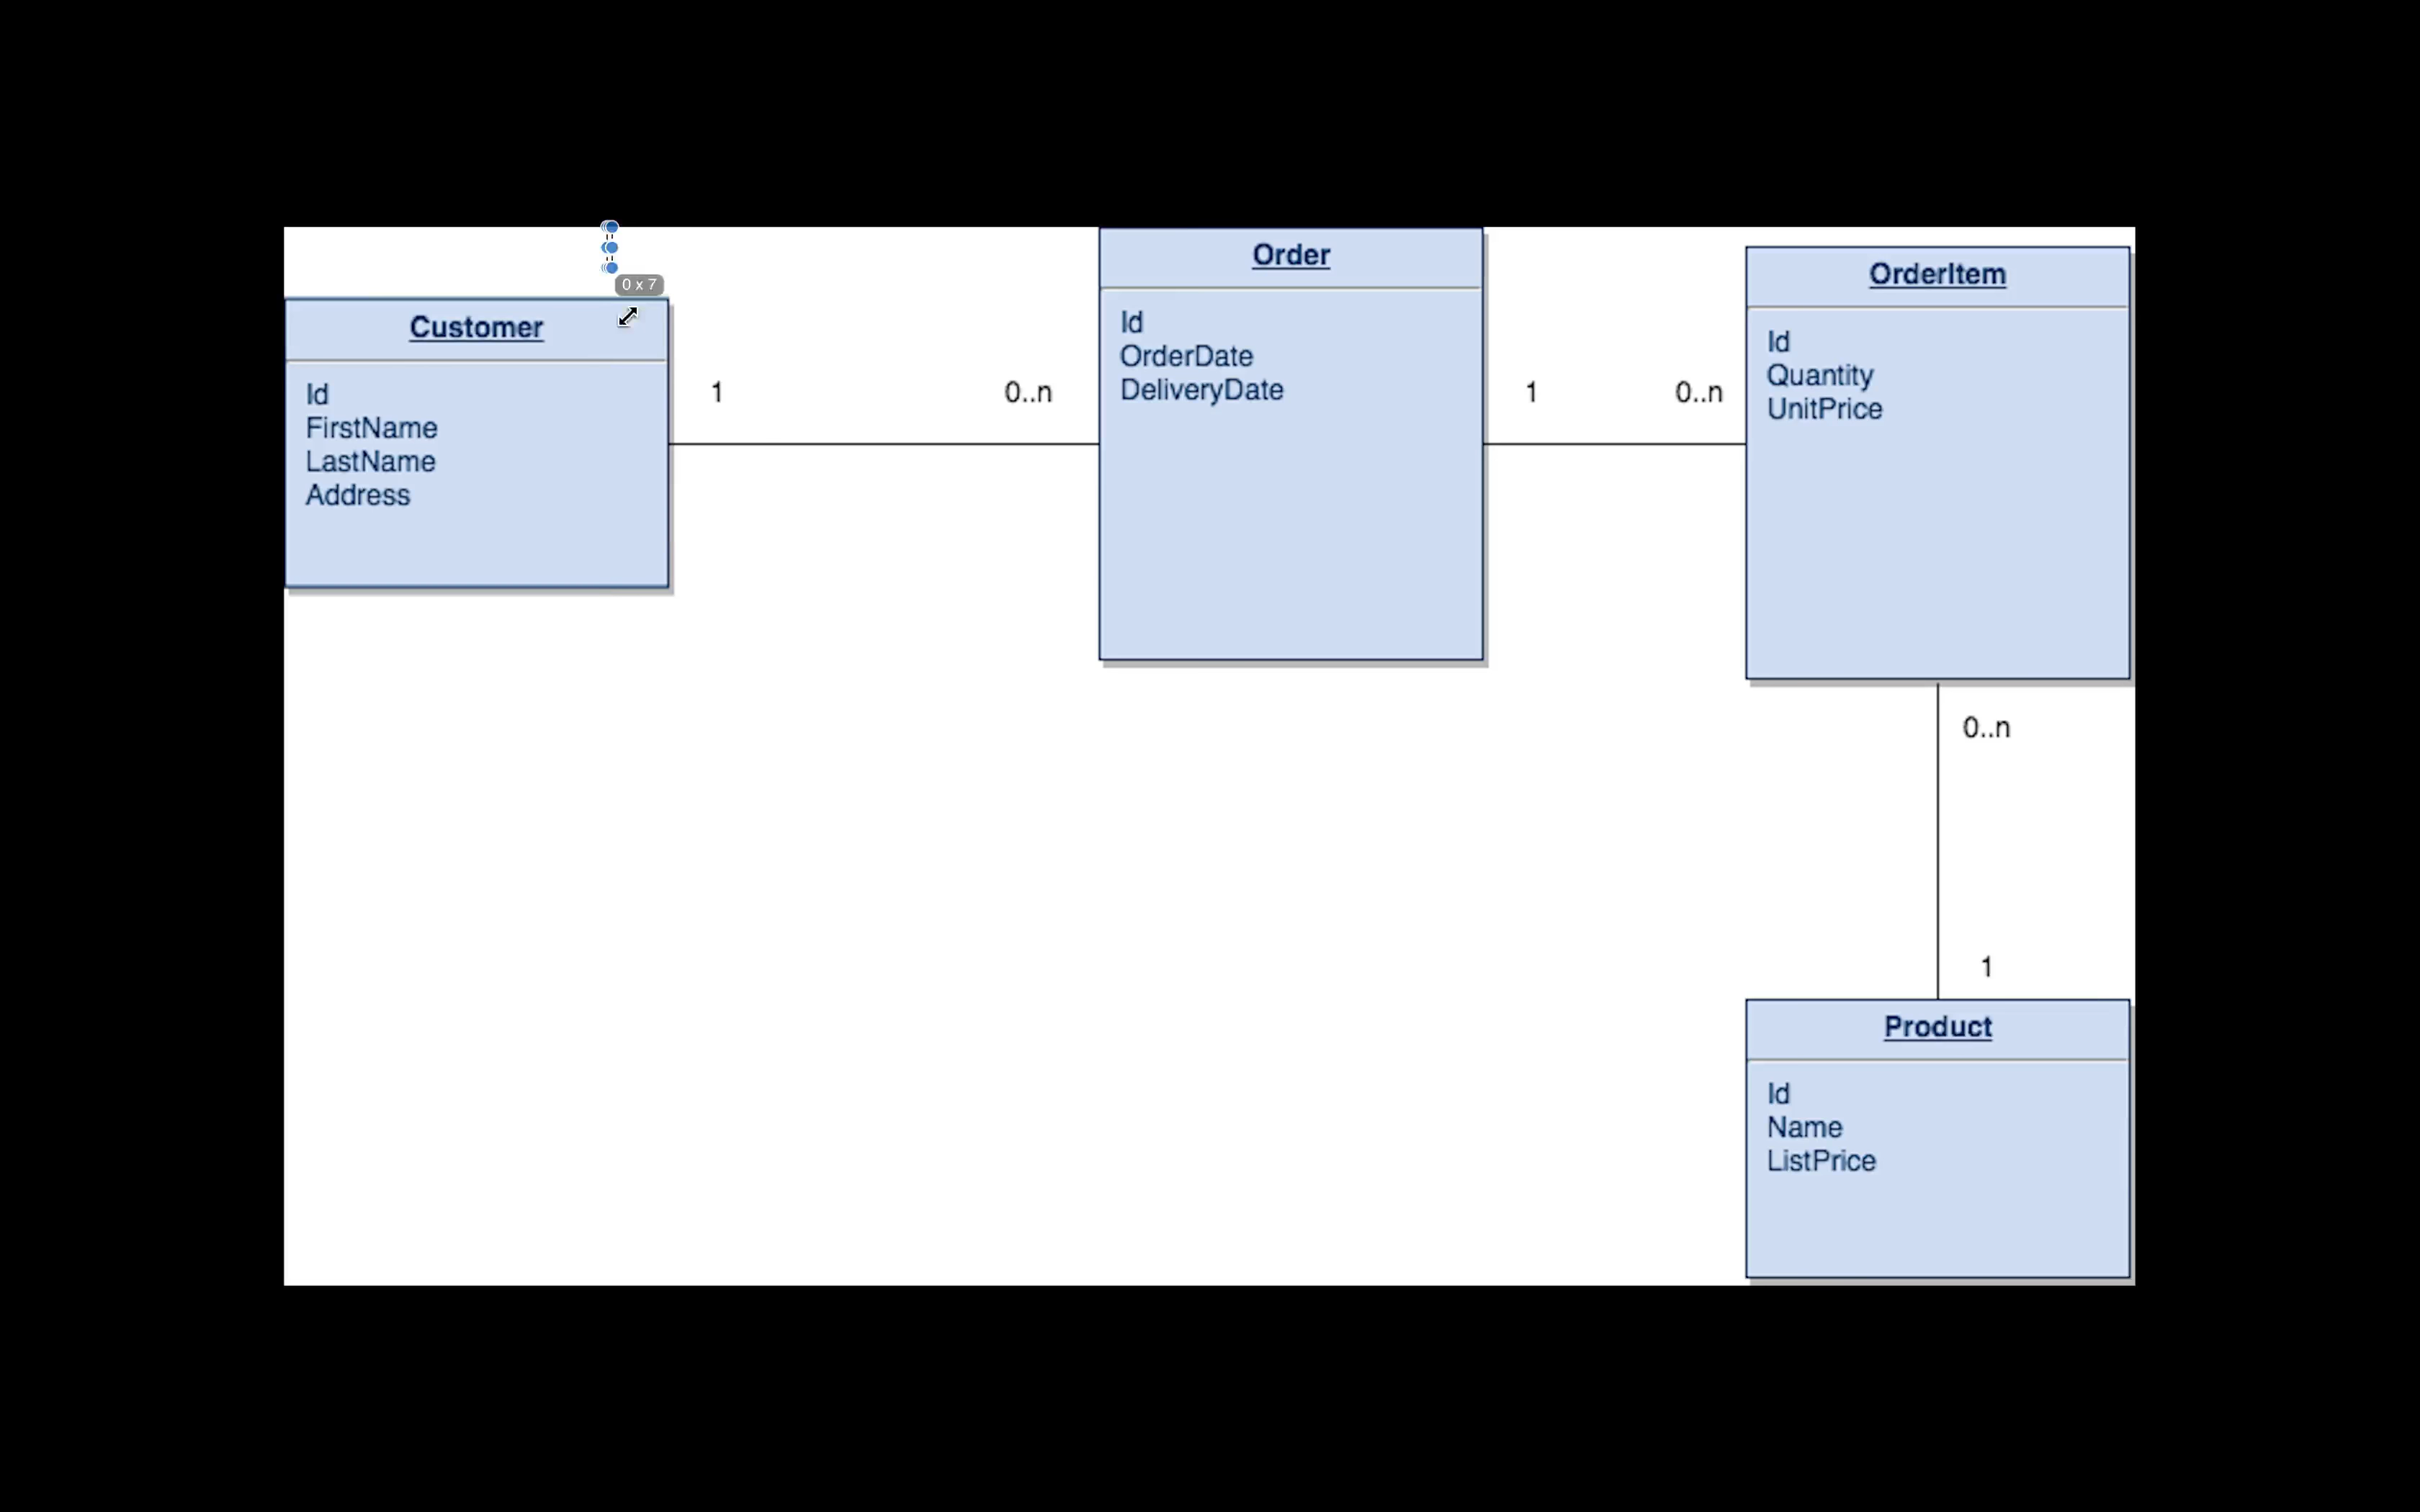 Order
OrderItem
0 x 7
Customer
Id
OrderDate
DeliveryDate
Id
Quantity
UnitPrice
Id
FirstName
LastName
Address
1
0..n
1
0..n
0..n
1
Product
Id
Name
ListPrice